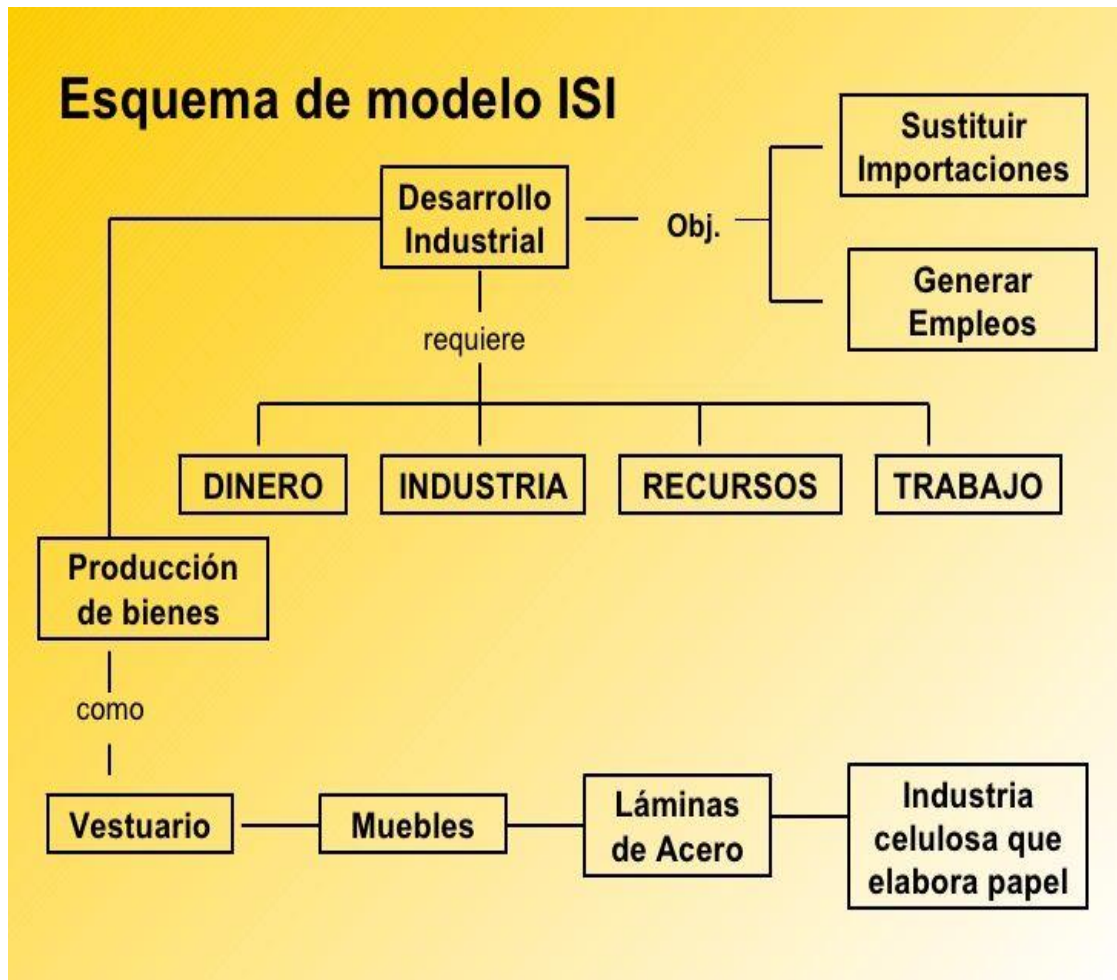 Esquema de modelo ISI
Sustituir
Importaciones
Desarrollo
Industrial
Obj.
Generar
Empleos
requiere
DINERO
INDUSTRIA
RECURSOS
TRABAJO
Producción
de bienes
como
Vestuario
Muebles
Láminas
de Acero
Industria
celulosa que
elabora papel